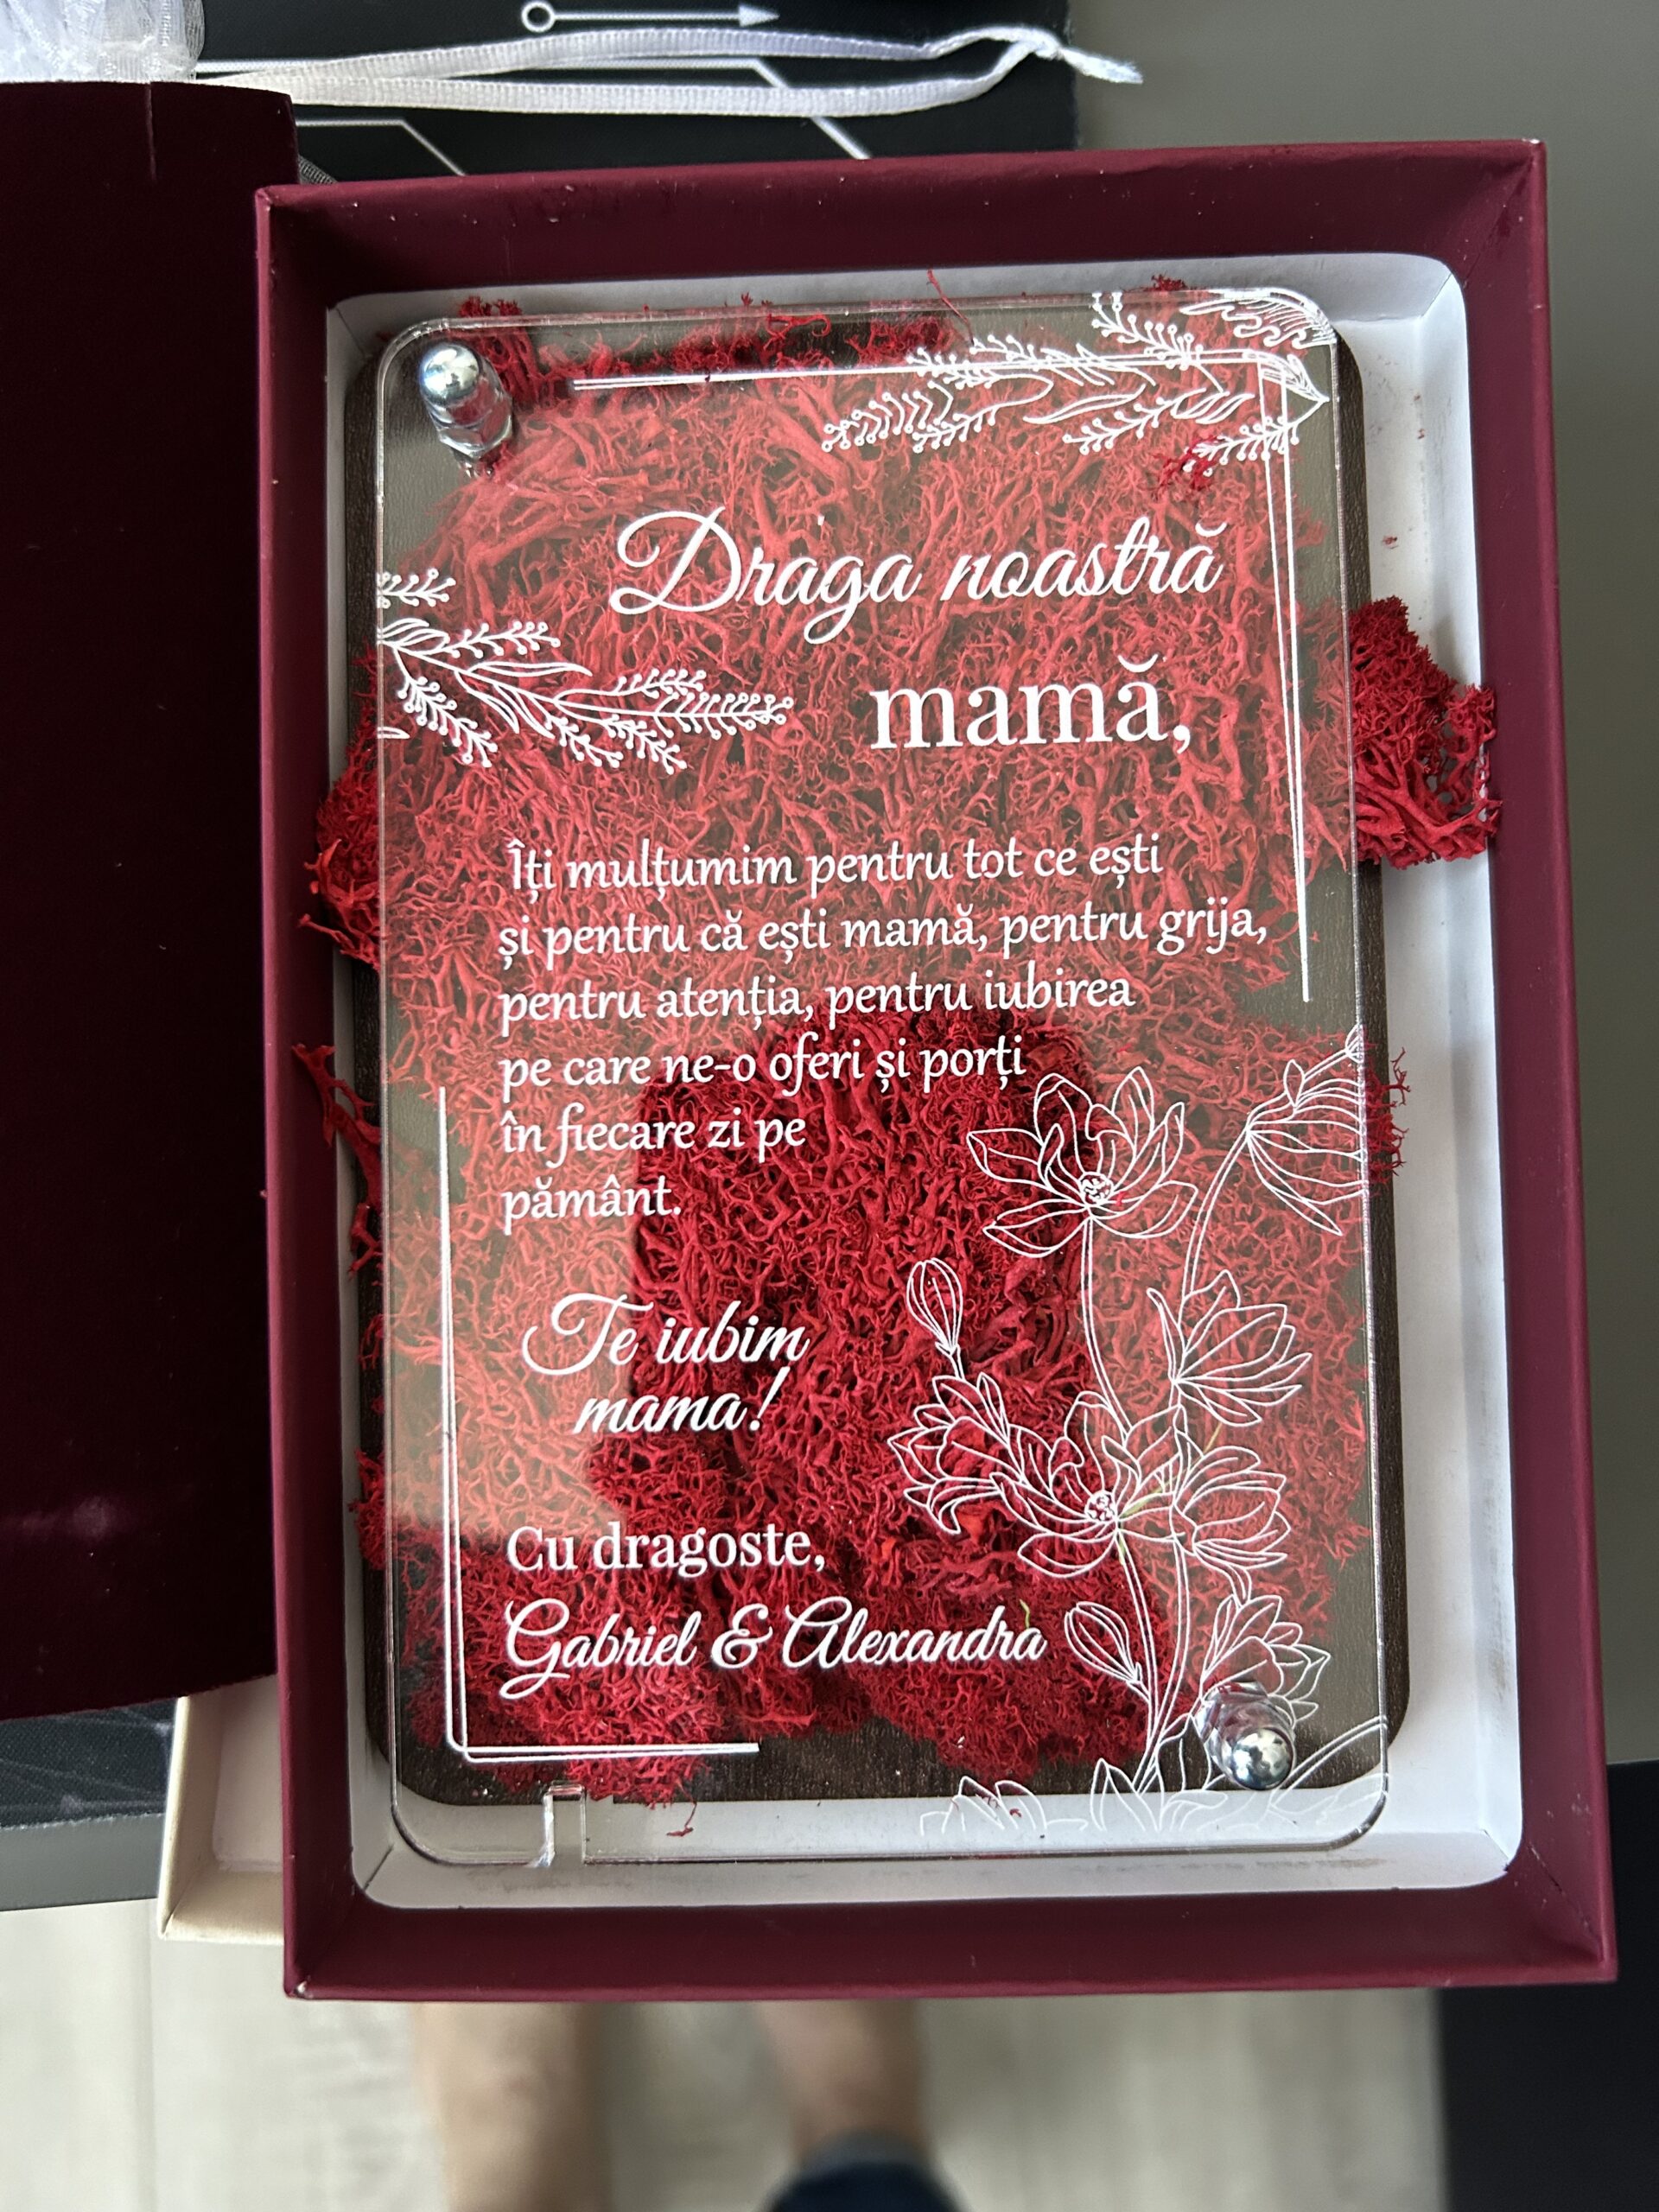 Draga noastră
mamă,
Îți mulțumim pentru tot ce ești
și pentru că ești mamă, pentru grija,
pentru atenția, pentru iubirea
pe care ne-o oferi și porți
în fiecare zi pe
pământ.
Te iubim
mama!
Cu dragoste,
Gabriel & Alexandra